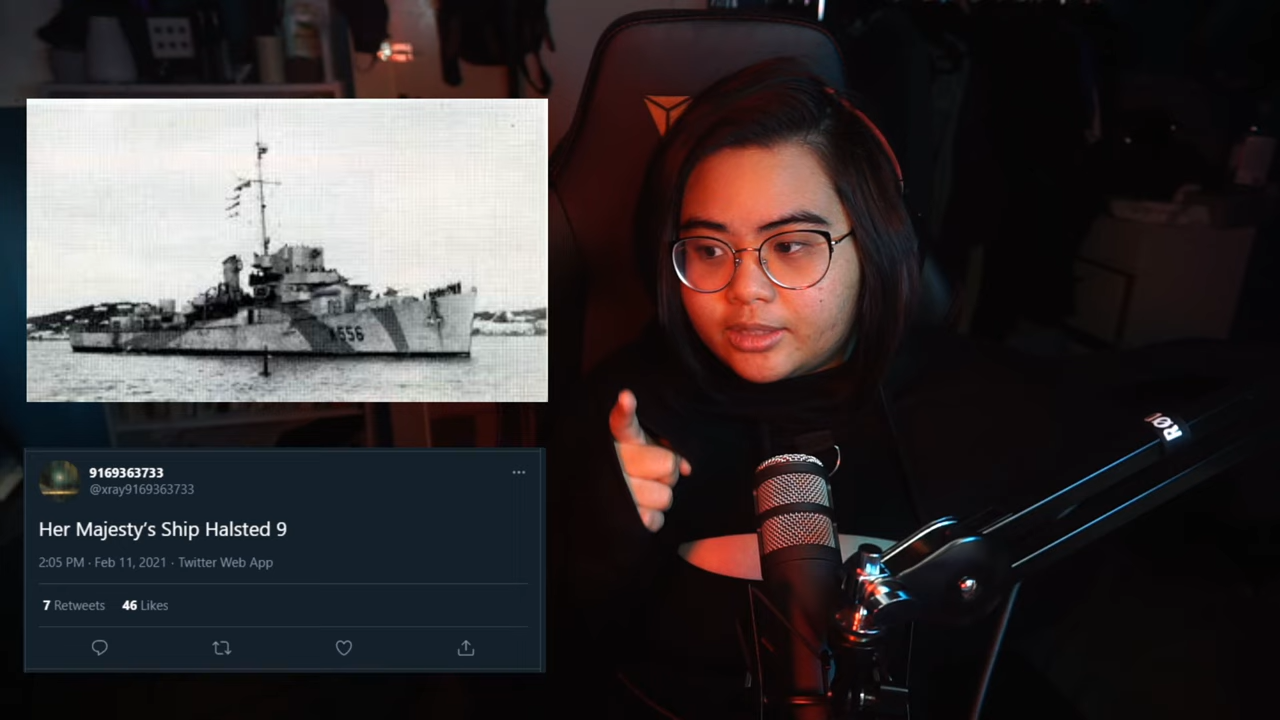 556
9169363733
@xray9169363733
Her Majesty’s Ship Halsted 9
2:05 PM · Feb 11, 2021 · Twitter Web App
7 Retweets 46 Likes